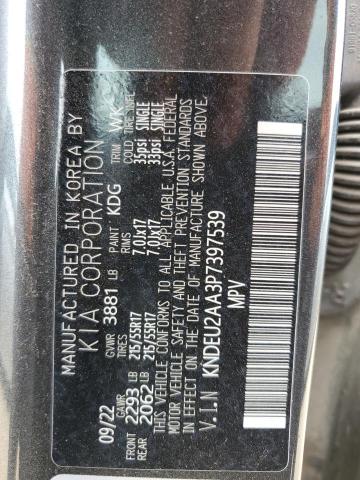 MANUFACTURED IN KOREA BY
KIA CORPORATION
09/22 GVWR 3881 LB PAINT KDG TRIM WK
RIMS COLD TIRE INFL
FRONT 2293 LB 215/55R17 7.0Jx17 35psi SINGLE
REAR 2062 LB 215/55R17 7.0Jx17 33psi SINGLE
THIS VEHICLE CONFORMS TO ALL APPLICABLE U.S.A. FEDERAL
MOTOR VEHICLE SAFETY AND THEFT PREVENTION STANDARDS
IN EFFECT ON THE DATE OF MANUFACTURE SHOWN ABOVE.
V.I.N KNDEU2AA3P7397539
MPV